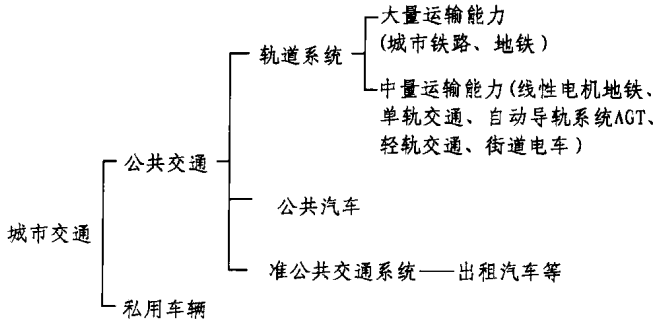 大量运输能力
(城市铁路、地铁)
轨道系统
中量运输能力(线性电机地铁、
单轨交通、自动导轨系统AGT、
轻轨交通、街道电车)
公共交通
公共汽车
城市交通
准公共交通系统——出租汽车等
私用车辆